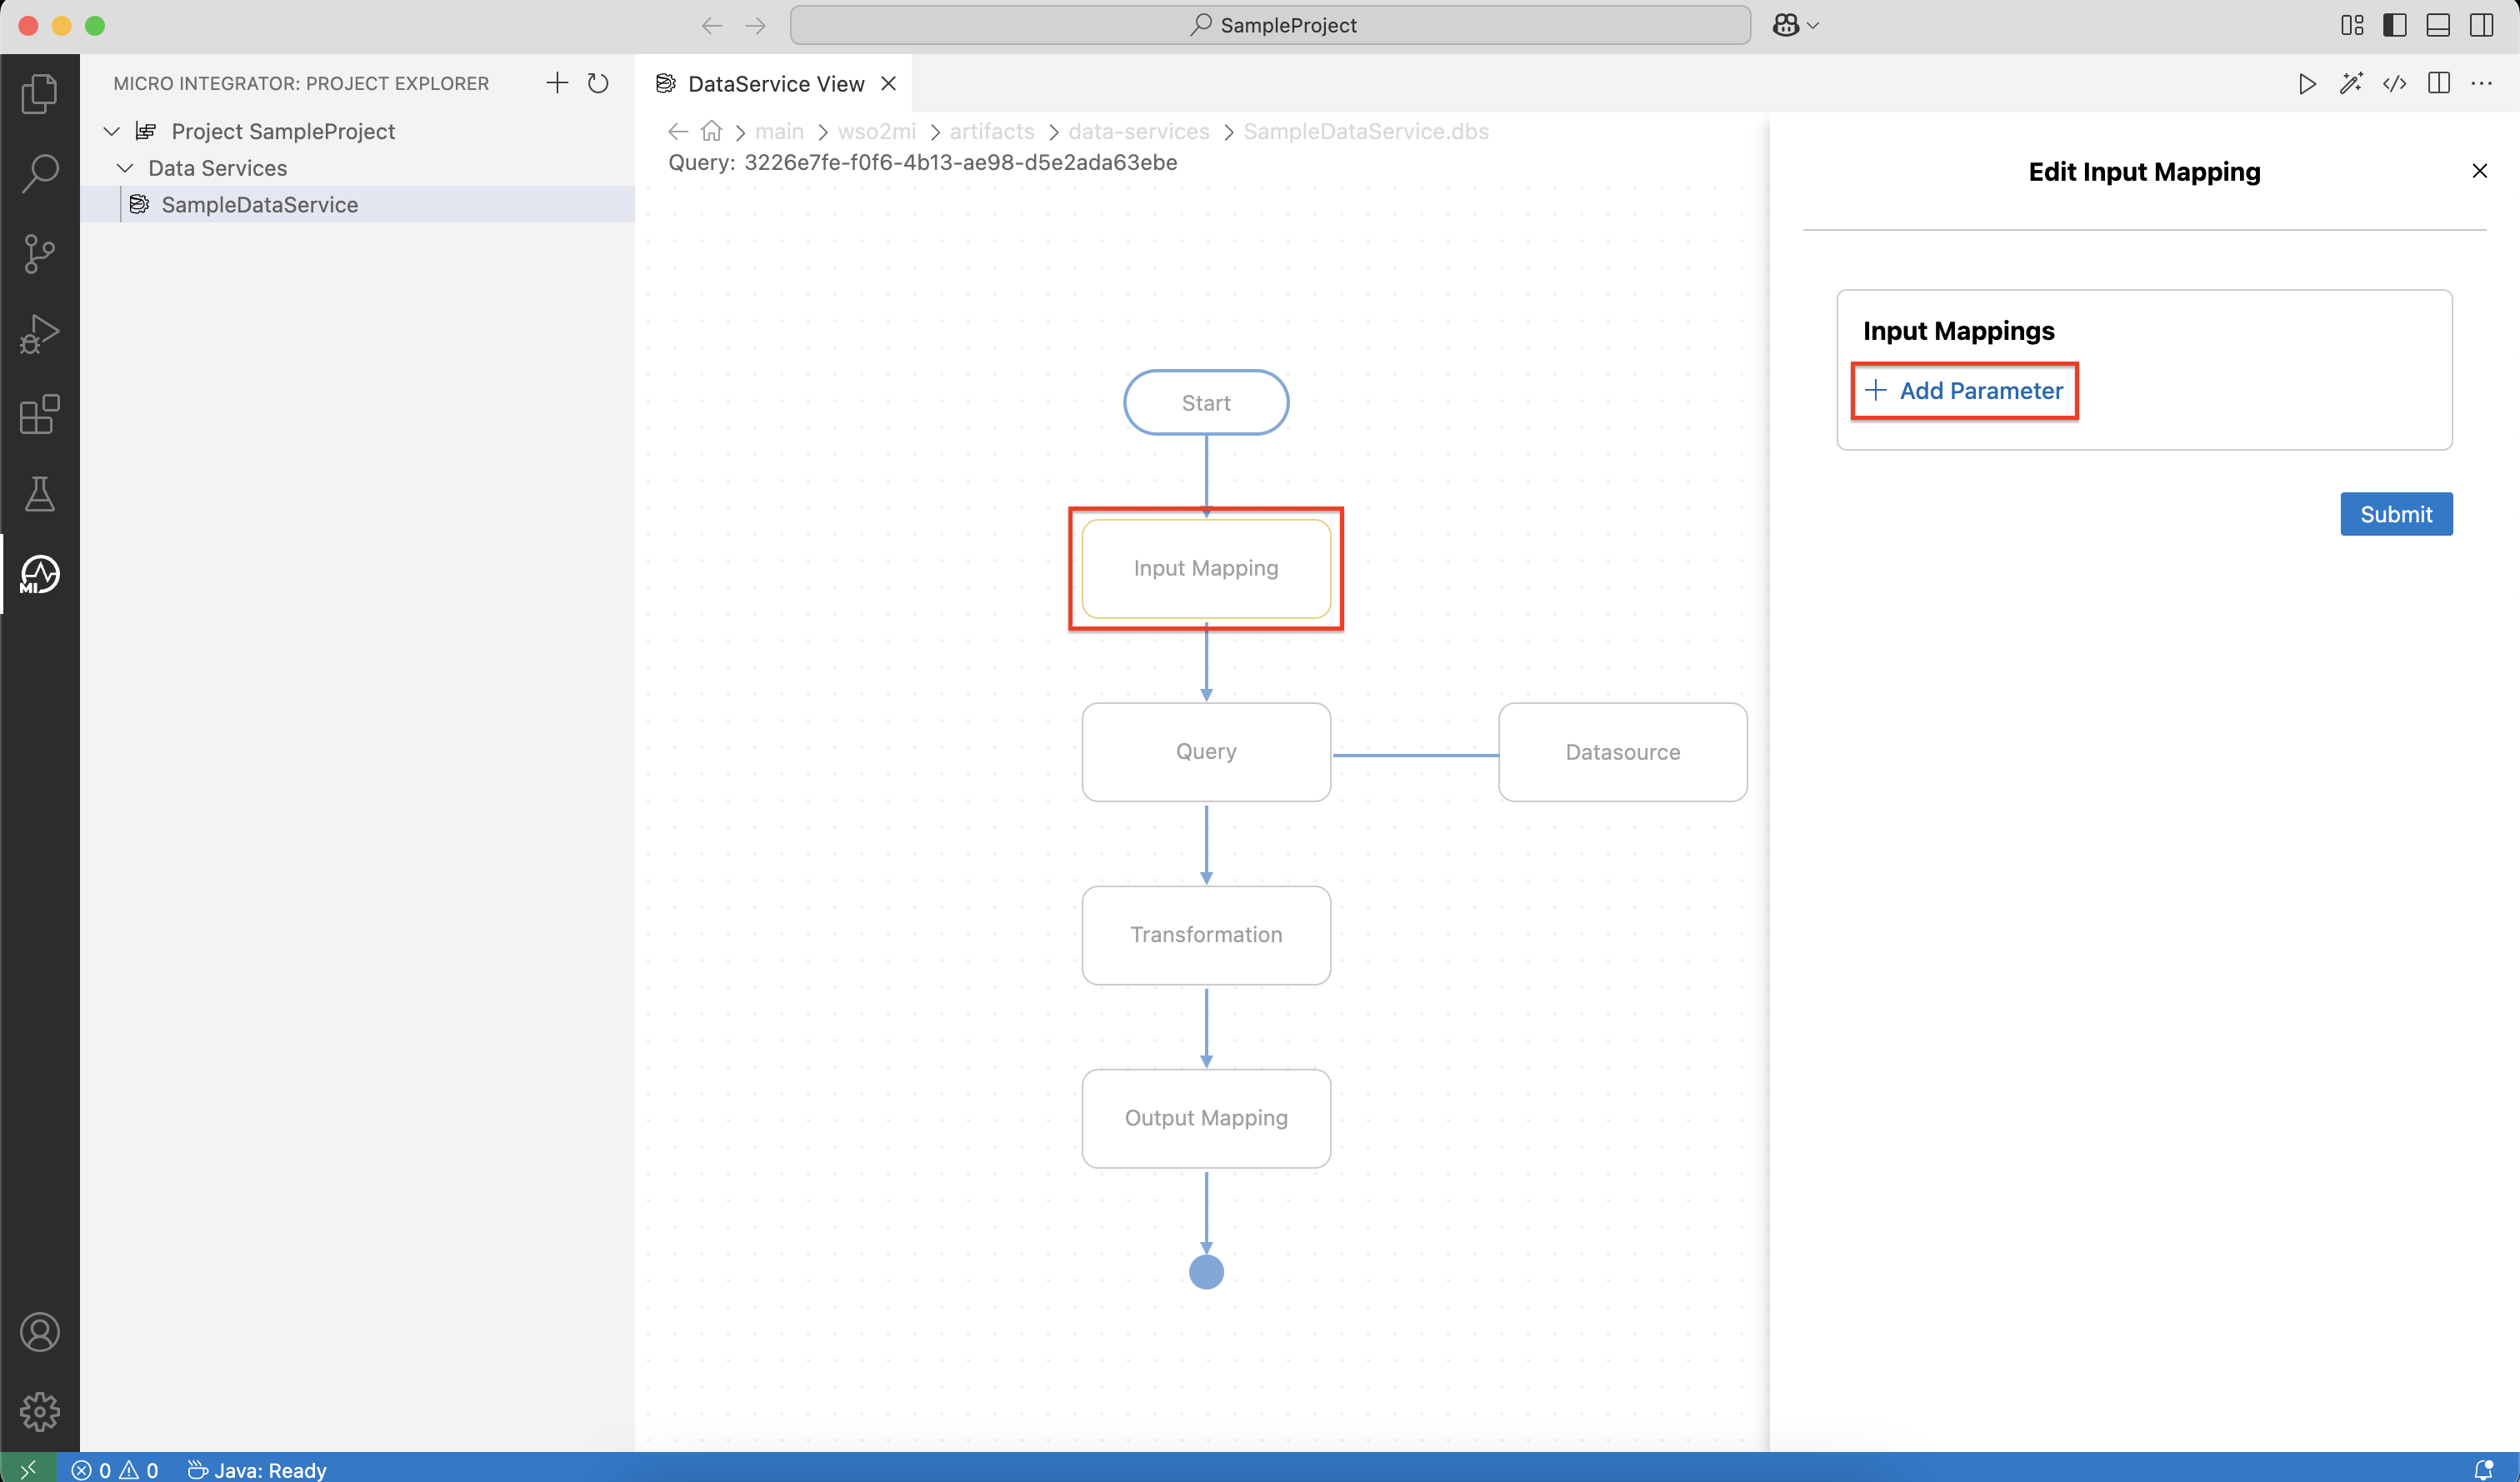 SampleProject
MICRO INTEGRATOR: PROJECT EXPLORER
Project SampleProject
Data Services
SampleDataService
DataService View
main > wso2mi > artifacts > data-services > SampleDataService.dbs
Query: 3226e7fe-f0f6-4b13-ae98-d5e2ada63ebe
Start
Input Mapping
Query
Datasource
Transformation
Output Mapping
Edit Input Mapping
Input Mappings
Add Parameter
Submit
MI
0 0 Java: Ready